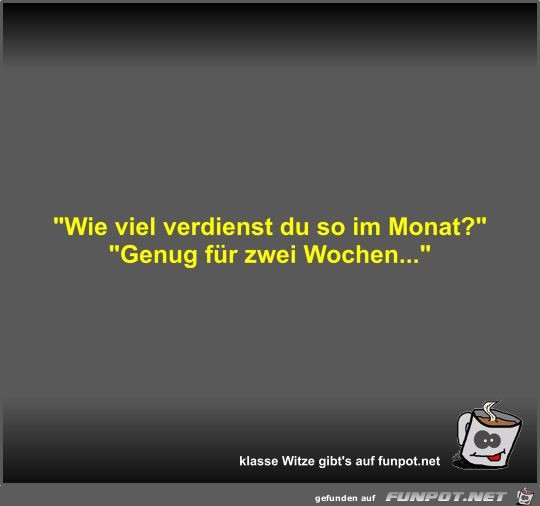 "Wie viel verdienst du so im Monat?"
"Genug für zwei Wochen..."
klasse Witze gibt's auf funpot.net
gefunden auf FUNPOT.NET